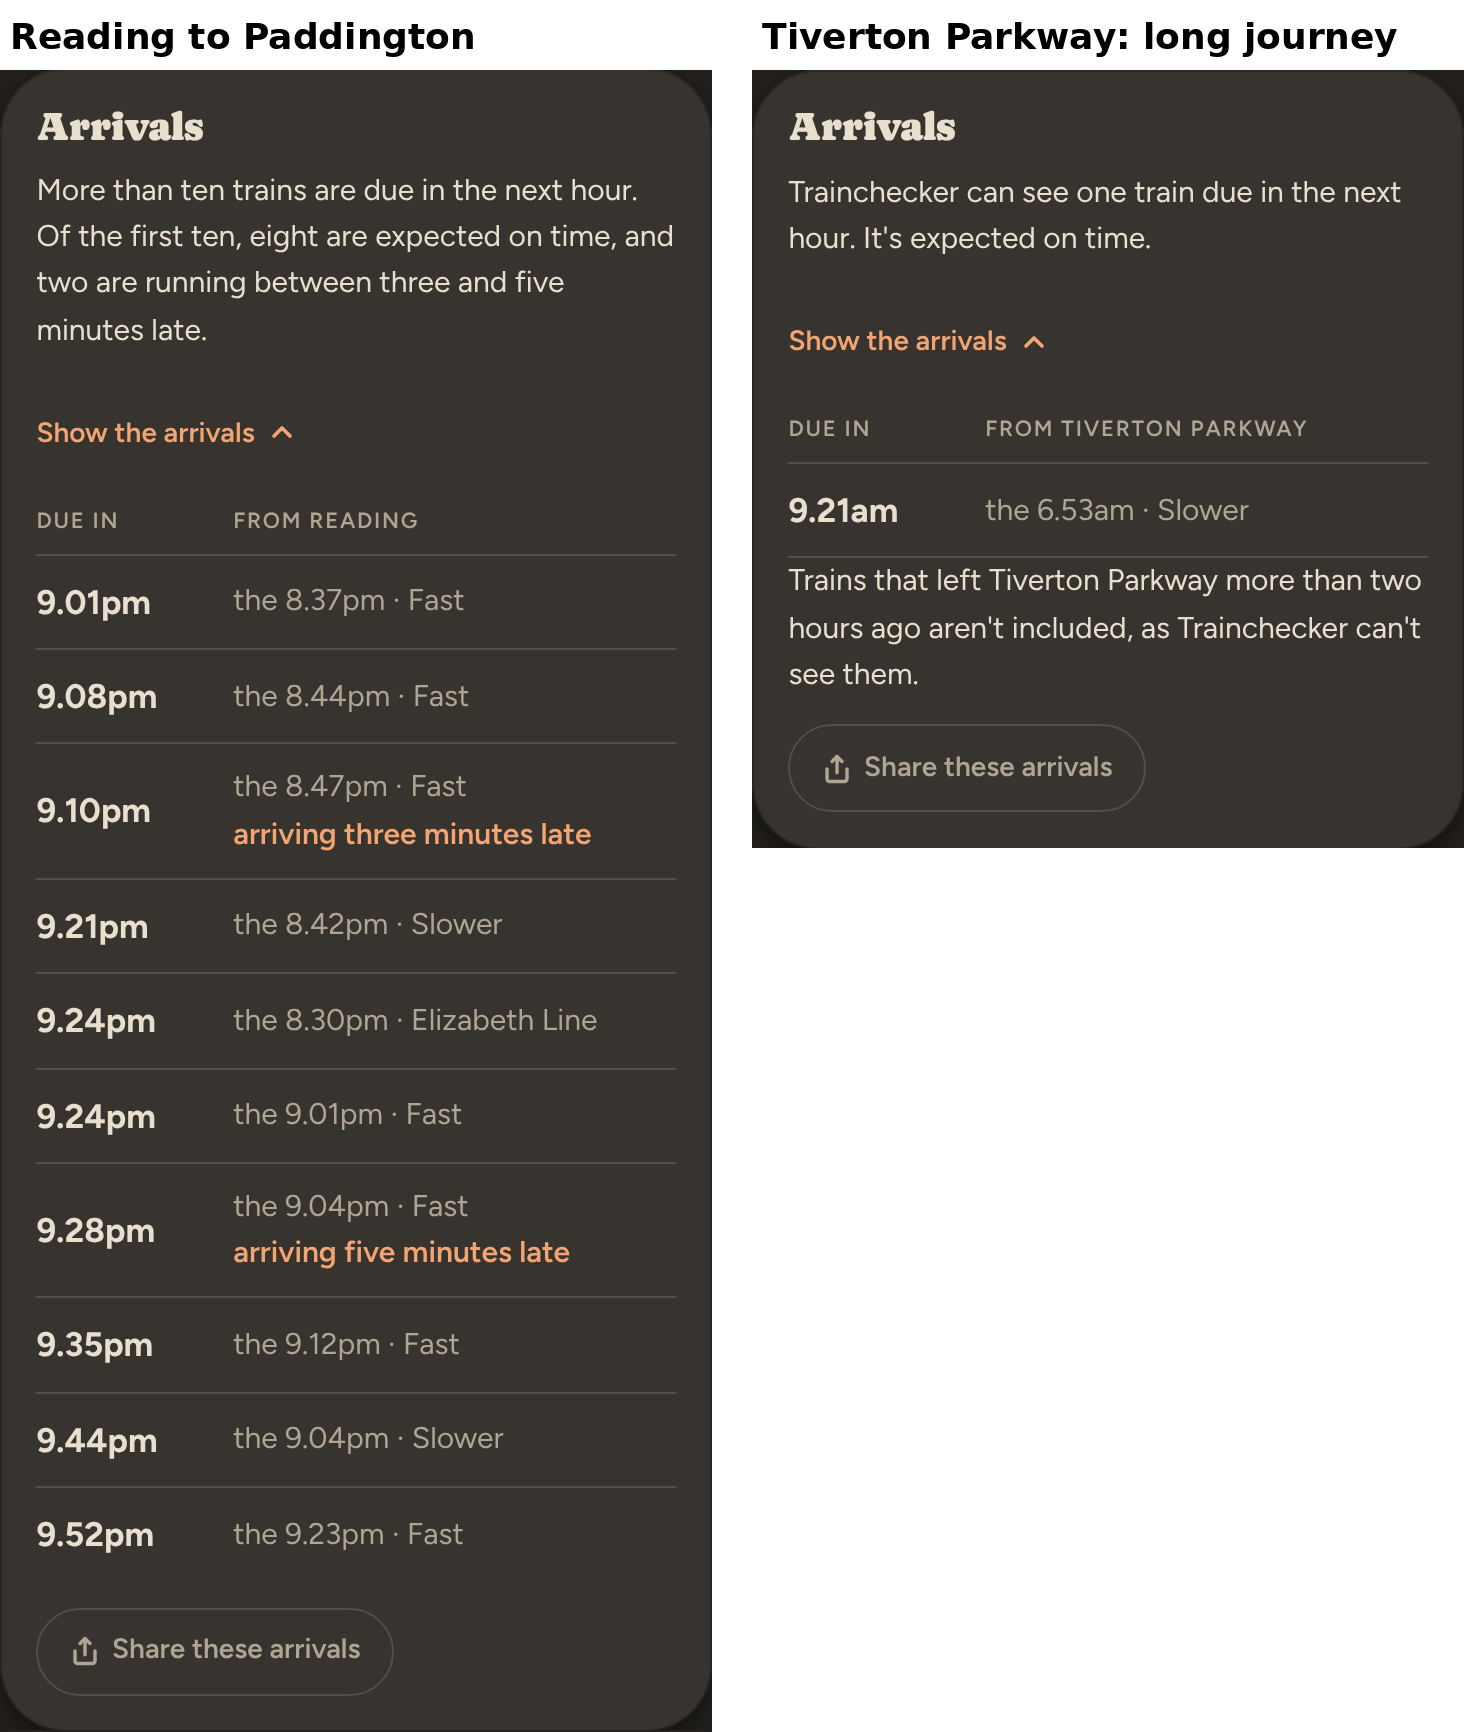 Reading to Paddington
Arrivals
More than ten trains are due in the next hour.
Of the first ten, eight are expected on time, and
two are running between three and five
minutes late.
Show the arrivals
DUE IN FROM READING
9.01pm the 8.37pm · Fast
9.08pm the 8.44pm · Fast
9.10pm the 8.47pm · Fast
arriving three minutes late
9.21pm the 8.42pm · Slower
9.24pm the 8.30pm · Elizabeth Line
9.24pm the 9.01pm · Fast
9.28pm the 9.04pm · Fast
arriving five minutes late
9.35pm the 9.12pm · Fast
9.44pm the 9.04pm · Slower
9.52pm the 9.23pm · Fast
Share these arrivals
Tiverton Parkway: long journey
Arrivals
Trainchecker can see one train due in the next
hour. It's expected on time.
Show the arrivals
DUE IN FROM TIVERTON PARKWAY
9.21am the 6.53am · Slower
Trains that left Tiverton Parkway more than two
hours ago aren't included, as Trainchecker can't
see them.
Share these arrivals